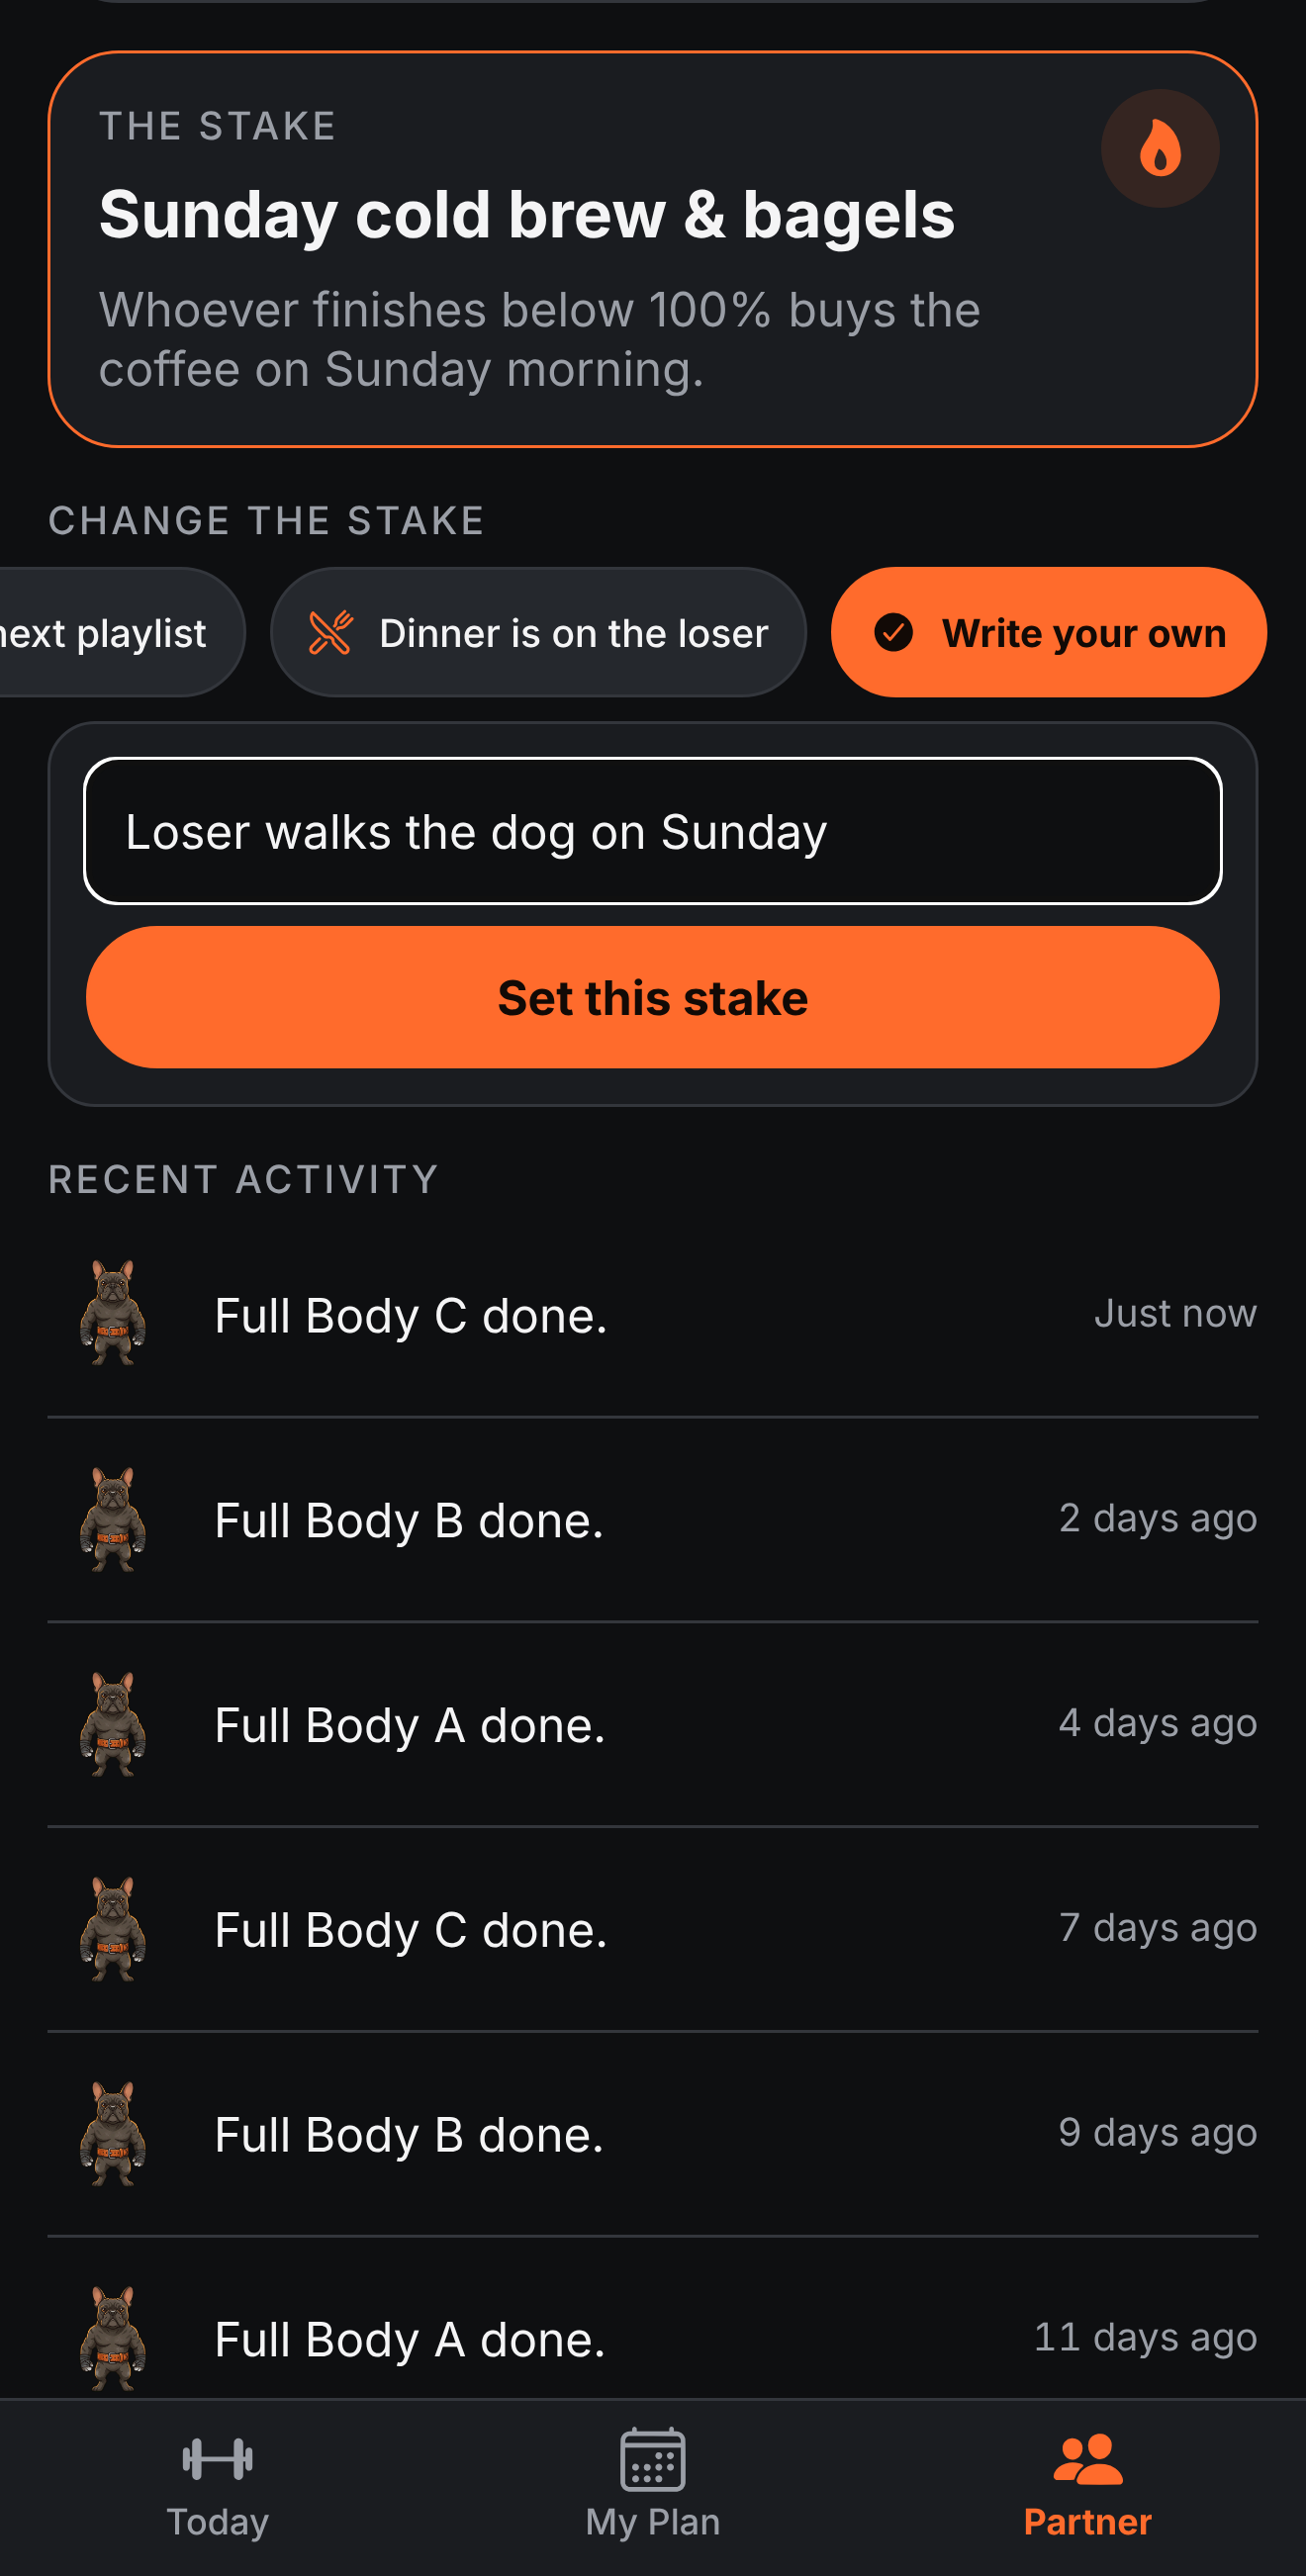 THE STAKE
Sunday cold brew & bagels
Whoever finishes below 100% buys the
coffee on Sunday morning.
CHANGE THE STAKE
next playlist
Dinner is on the loser
Write your own
Loser walks the dog on Sunday
Set this stake
RECENT ACTIVITY
Full Body C done.
Just now
Full Body B done.
2 days ago
Full Body A done.
4 days ago
Full Body C done.
7 days ago
Full Body B done.
9 days ago
Full Body A done.
11 days ago
Today
My Plan
Partner